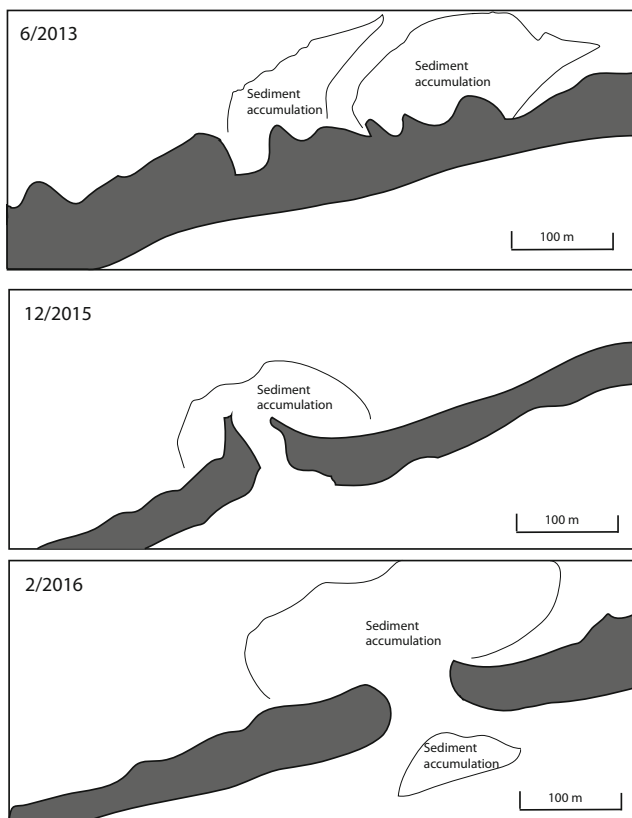 6/2013
Sediment
accumulation
Sediment
accumulation
100 m
12/2015
Sediment
accumulation
100 m
2/2016
Sediment
accumulation
Sediment
accumulation
100 m